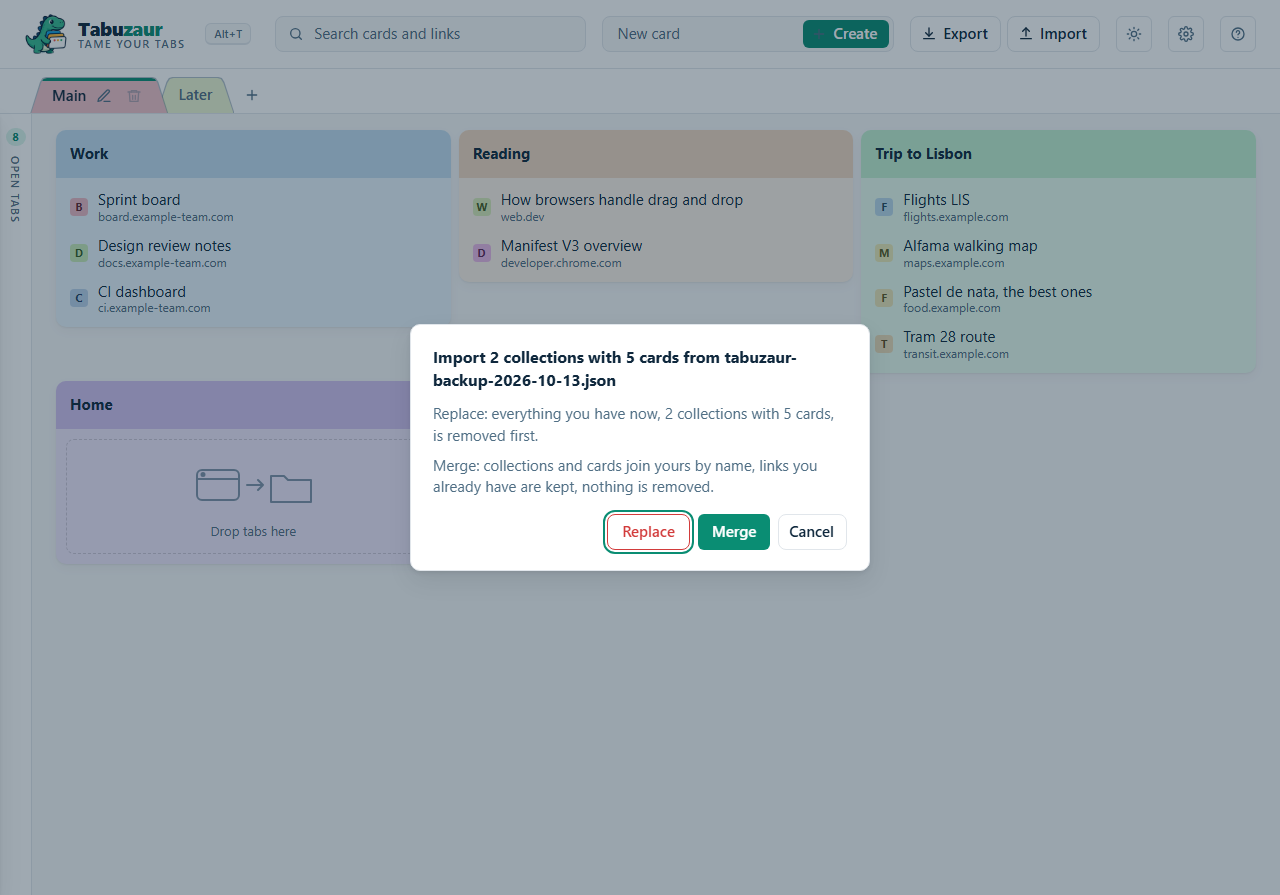 Tabuzaur
TAME YOUR TABS
Alt+T
Search cards and links
New card
Create
Export
Import
Main
Later
8
OPEN TABS
Work
B
Sprint board
board.example-team.com
D
Design review notes
docs.example-team.com
C
CI dashboard
ci.example-team.com
Reading
W
How browsers handle drag and drop
web.dev
D
Manifest V3 overview
developer.chrome.com
Trip to Lisbon
F
Flights LIS
flights.example.com
M
Alfama walking map
maps.example.com
F
Pastel de nata, the best ones
food.example.com
T
Tram 28 route
transit.example.com
Home
Drop tabs here
Import 2 collections with 5 cards from tabuzaur-
backup-2026-10-13.json
Replace: everything you have now, 2 collections with 5 cards,
is removed first.
Merge: collections and cards join yours by name, links you
already have are kept, nothing is removed.
Replace
Merge
Cancel